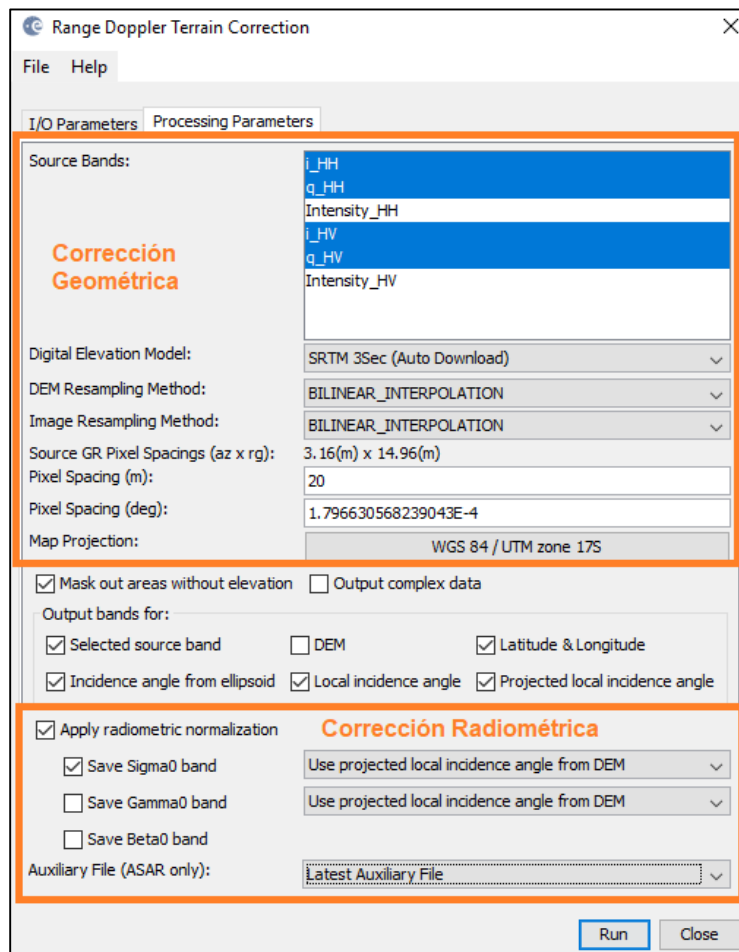 Range Doppler Terrain Correction
File Help
I/O Parameters Processing Parameters
Source Bands:
i_HH
q_HH
Intensity_HH
i_HV
q_HV
Intensity_HV
Corrección
Geométrica
Digital Elevation Model: SRTM 3Sec (Auto Download)
DEM Resampling Method: BILINEAR_INTERPOLATION
Image Resampling Method: BILINEAR_INTERPOLATION
Source GR Pixel Spacings (az x rg): 3.16(m) x 14.96(m)
Pixel Spacing (m): 20
Pixel Spacing (deg): 1.796630568239043E-4
Map Projection: WGS 84 / UTM zone 17S
Mask out areas without elevation Output complex data
Output bands for:
Selected source band DEM Latitude & Longitude
Incidence angle from ellipsoid Local incidence angle Projected local incidence angle
Apply radiometric normalization Corrección Radiométrica
Save Sigma0 band Use projected local incidence angle from DEM
Save Gamma0 band Use projected local incidence angle from DEM
Save Beta0 band
Auxiliary File (ASAR only): Latest Auxiliary File
Run Close